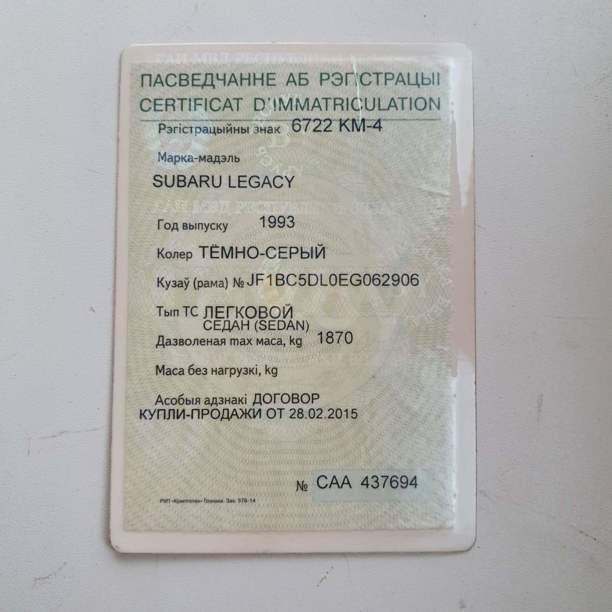 ПАСВЕДЧАННЕ АБ РЭГІСТРАЦЫІ
CERTIFICAT D'IMMATRICULATION
Рэгістрацыйны знак 6722 KM-4
Марка-мадэль
SUBARU LEGACY
Год выпуску 1993
Колер ТЁМНО-СЕРЫЙ
Кузаў (рама) № JF1BC5DL0EG062906
Тып ТС ЛЕГКОВОЙ
СЕДАН (SEDAN)
Дазволеная max маса, kg 1870
Маса без нагрузкі, kg
Асобыя адзнакі ДОГОВОР
КУПЛИ-ПРОДАЖИ ОТ 28.02.2015
№ САА 437694